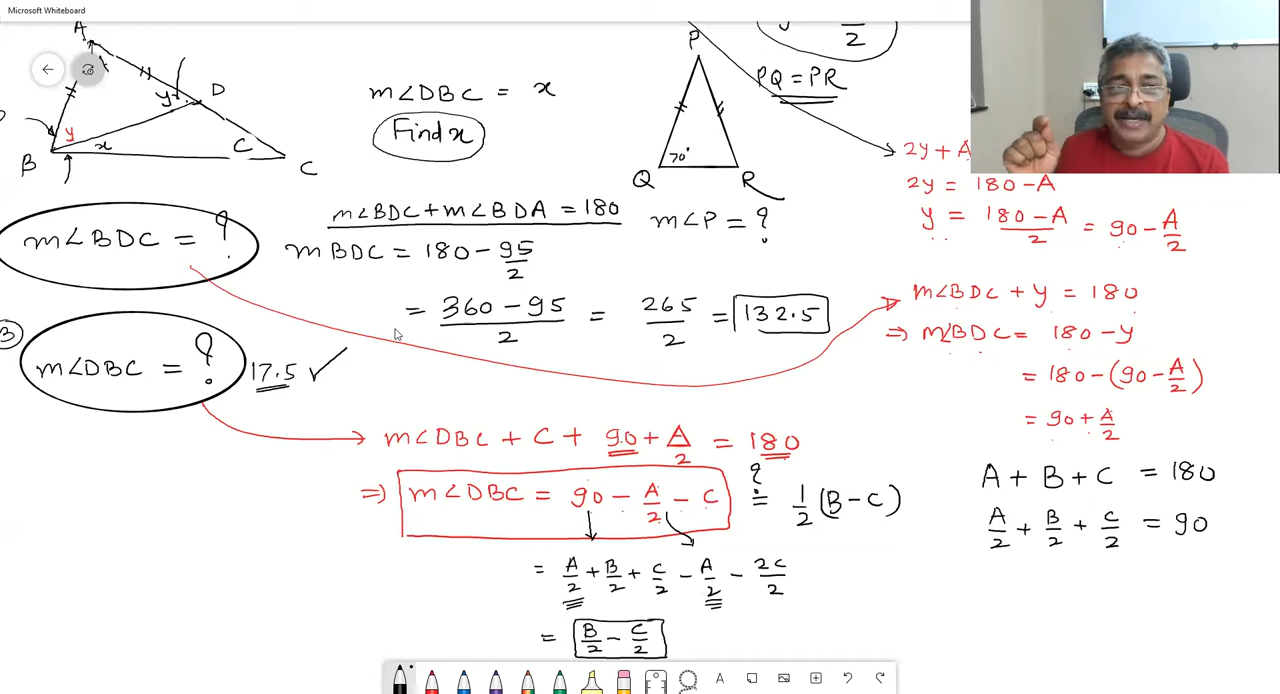 Microsoft Whiteboard
A
D
y
y
x
B
C
C
m∠DBC = x
Find x
P
Q
R
70°
2
PQ = PR
2y + A
2y = 180 - A
y = (180 - A)/2 = 90 - A/2
m∠BDC = ?
m∠BDC + m∠BDA = 180
m∠P = ?
mBDC = 180 - 95/2
= (360 - 95)/2 = 265/2 = 132.5
m∠BDC + y = 180
⇒ m∠BDC = 180 - y
= 180 - (90 - A/2)
= 90 + A/2
3
m∠DBC = ?
17.5 ✓
m∠DBC + C + 90 + A/2 = 180
⇒ m∠DBC = 90 - A/2 - C ?= 1/2 (B - C)
= A/2 + B/2 + C/2 - A/2 - 2C/2
= B/2 - C/2
A + B + C = 180
A/2 + B/2 + C/2 = 90
A